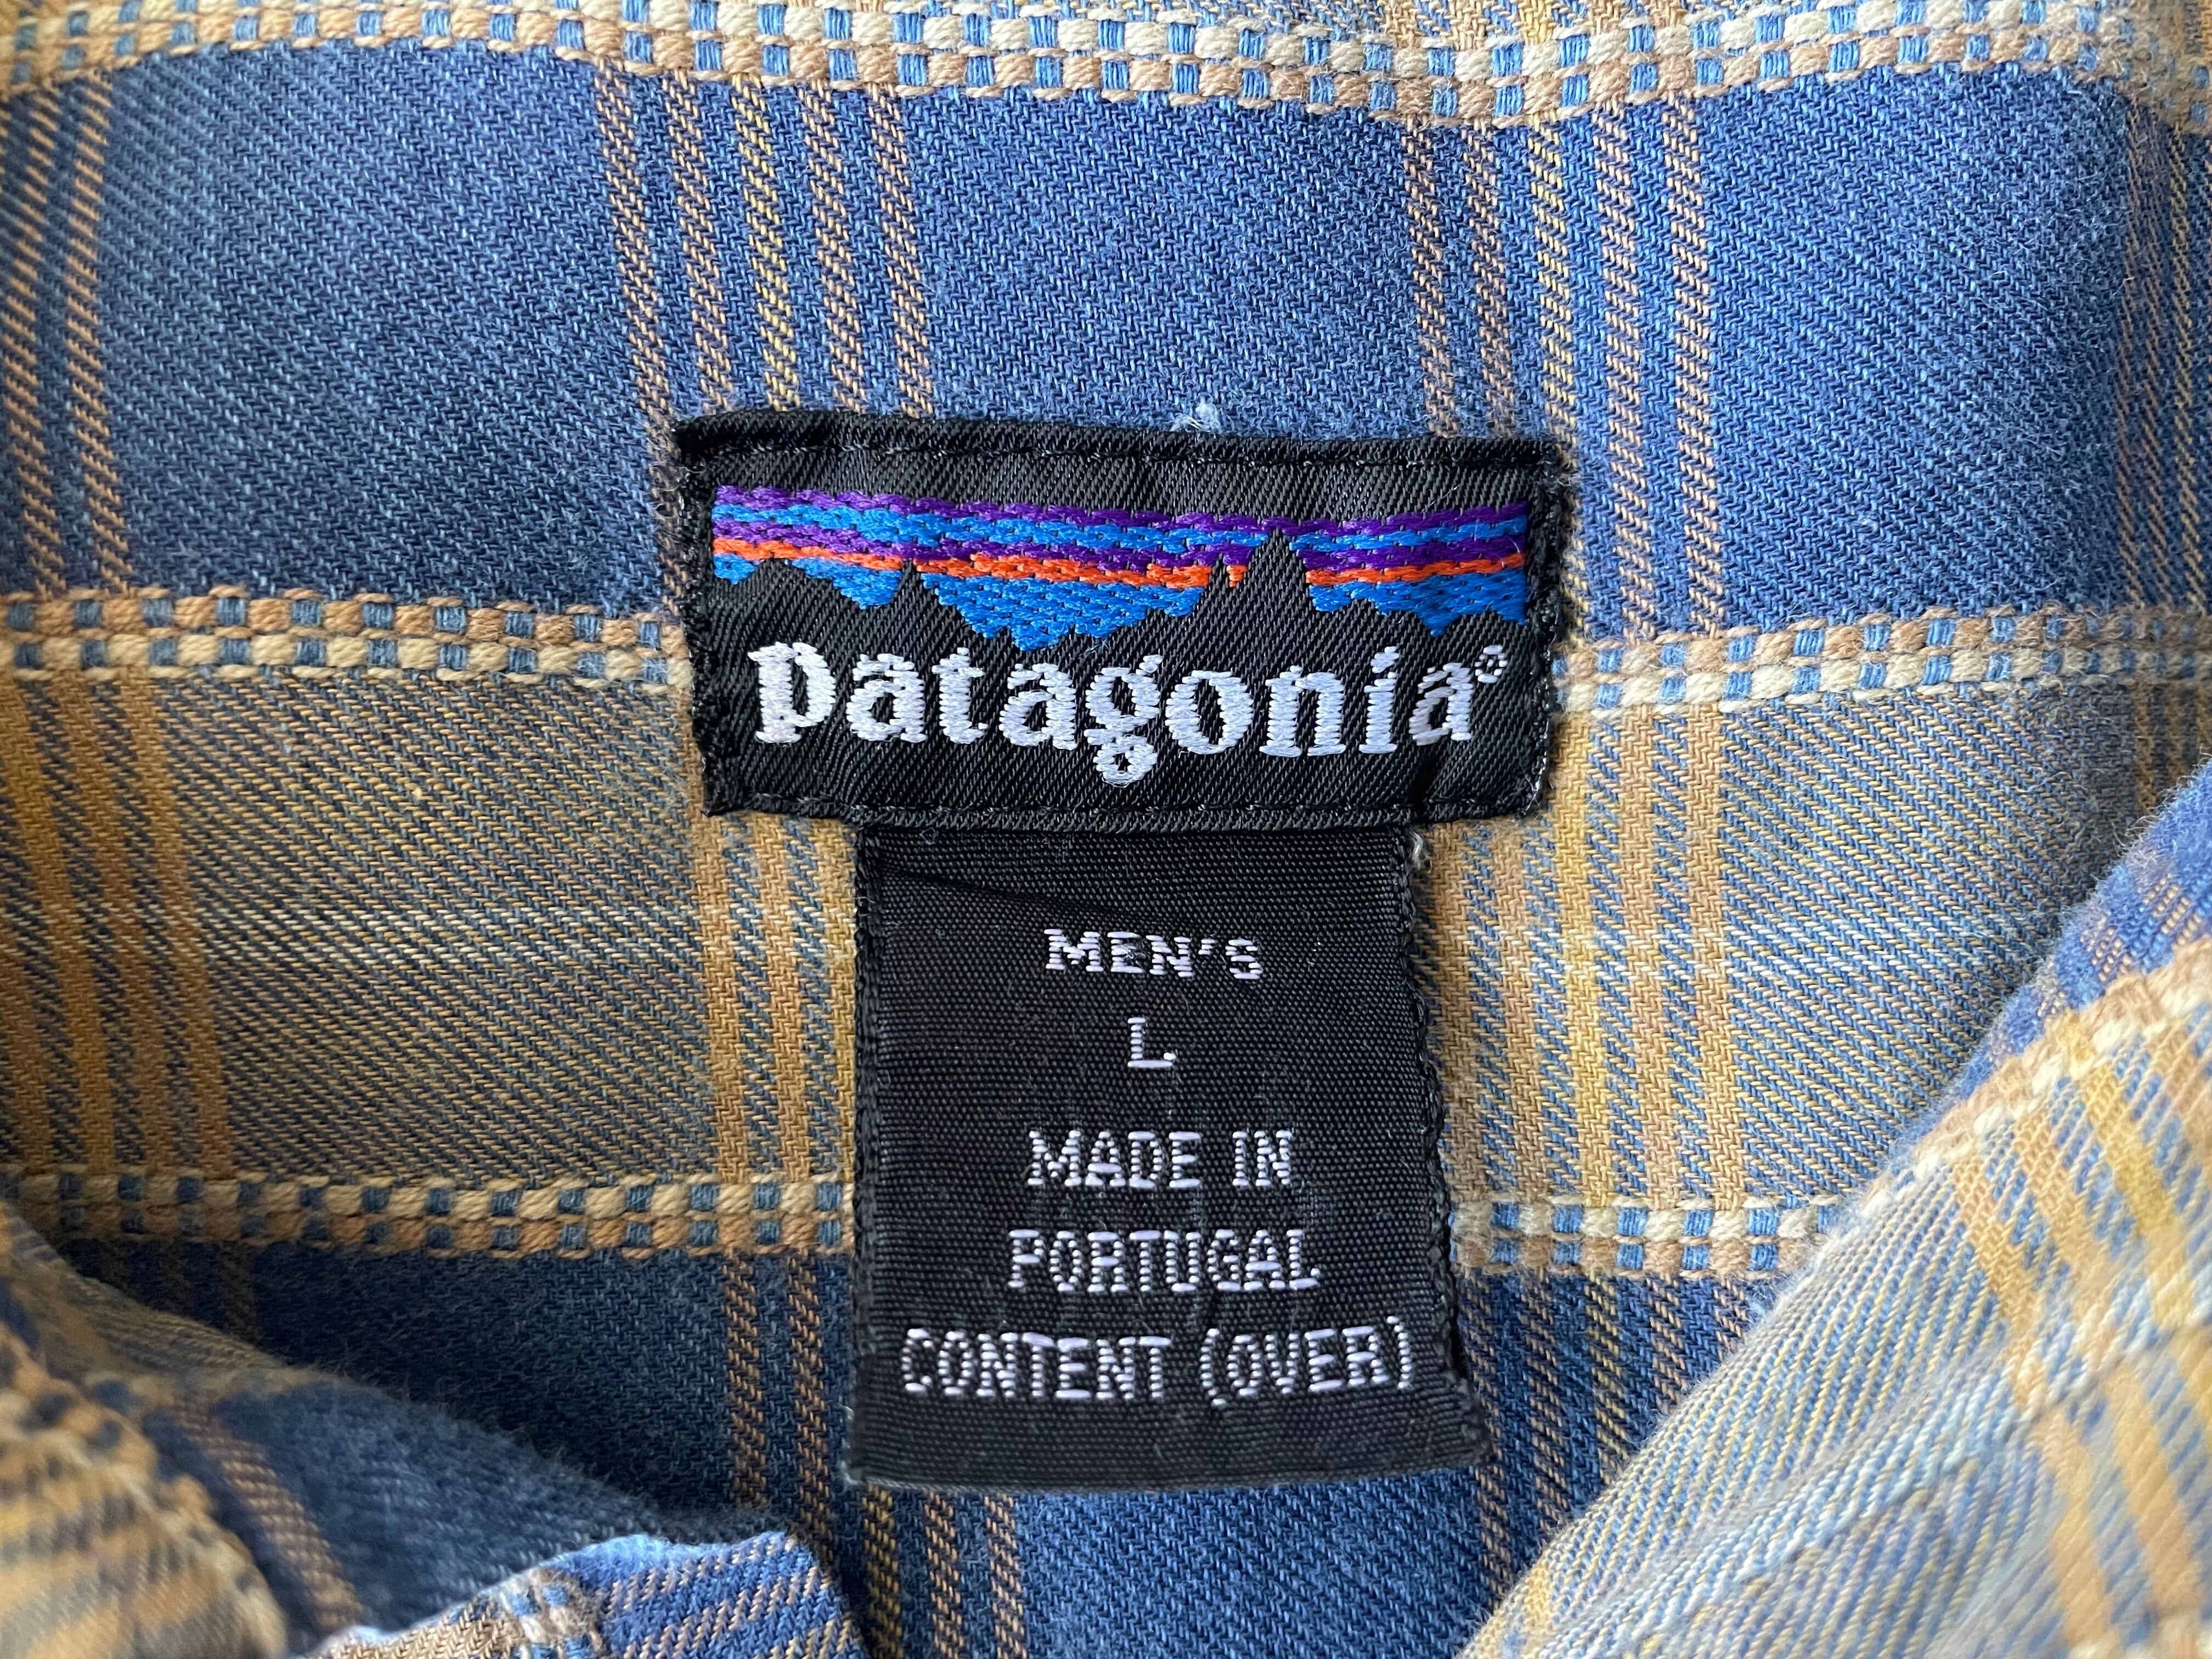 patagonia®
MEN'S
L
MADE IN
PORTUGAL
CONTENT (OVER)